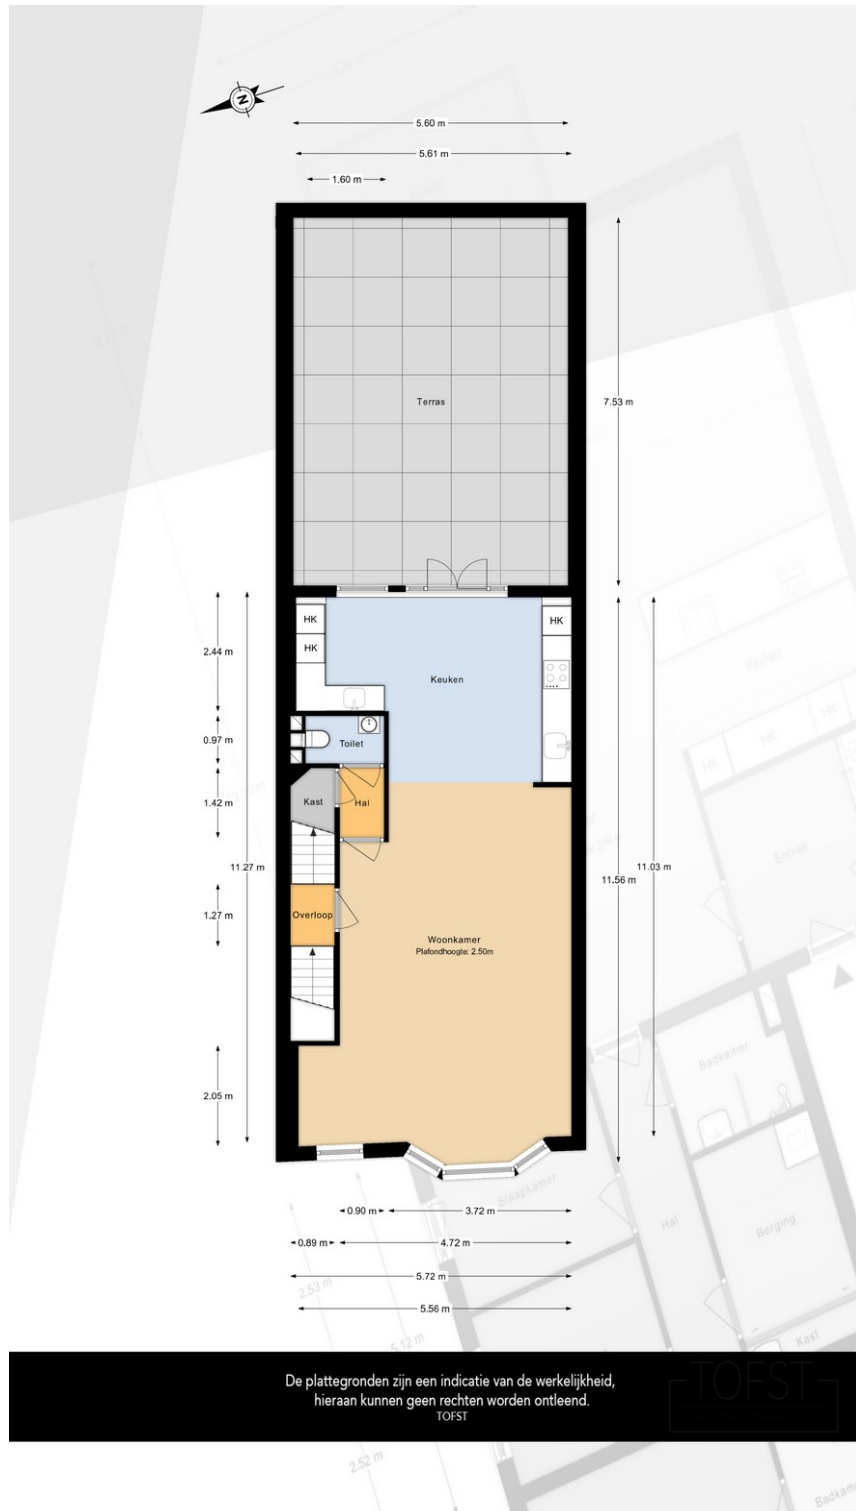 N
5.60 m
5.61 m
1.60 m
Terras
7.53 m
HK
HK
HK
Keuken
2.44 m
0.97 m
Toilet
1.42 m
Kast
Hal
11.27 m
11.56 m
11.03 m
1.27 m
Overloop
Woonkamer
Plafondhoogte: 2.50m
2.05 m
0.90 m
3.72 m
0.89 m
4.72 m
5.72 m
5.56 m
Keuken
HK
HK
HK
Entree
Badkamer
Slaapkamer
Hal
Berging
Kast
2.53 m
5.12 m
De plattegronden zijn een indicatie van de werkelijkheid,
hieraan kunnen geen rechten worden ontleend.
TOFST
TOFST
2.52 m
Badkamer